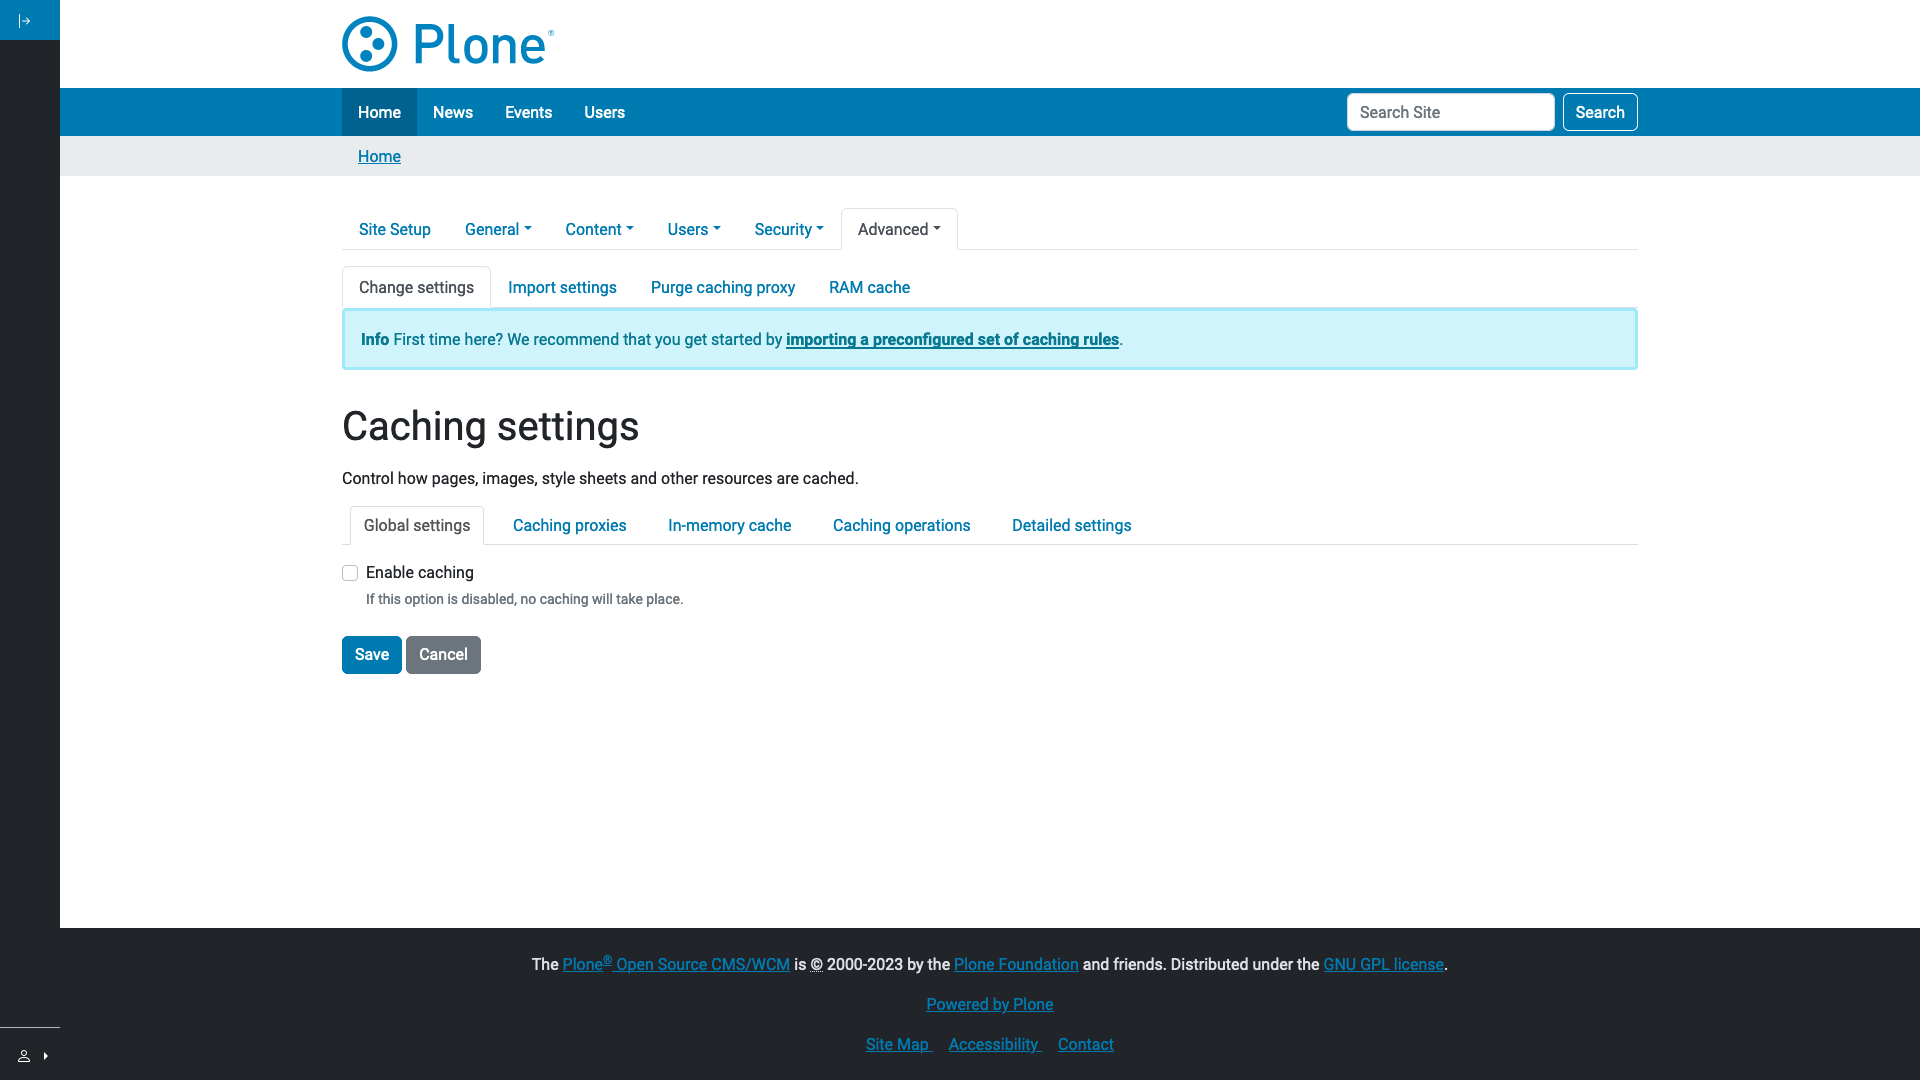 Plone®
Home News Events Users Search Site Search
Home
Site Setup General Content Users Security Advanced
Change settings Import settings Purge caching proxy RAM cache
Info First time here? We recommend that you get started by importing a preconfigured set of caching rules.
Caching settings
Control how pages, images, style sheets and other resources are cached.
Global settings Caching proxies In-memory cache Caching operations Detailed settings
Enable caching
If this option is disabled, no caching will take place.
Save Cancel
The Plone® Open Source CMS/WCM is © 2000-2023 by the Plone Foundation and friends. Distributed under the GNU GPL license.
Powered by Plone
Site Map Accessibility Contact